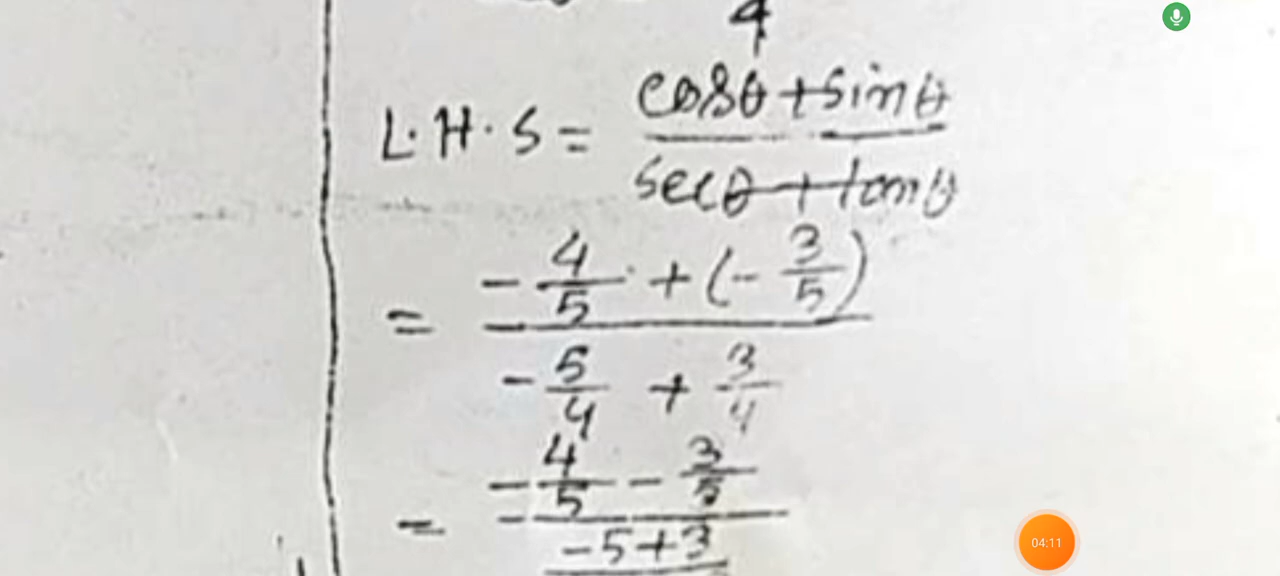 4
L.H.S = cosθ + sinθ / secθ + tanθ
= -4/5 + (-3/5) / -5/4 + 3/4
= -4/5 - 3/5 / -5+3
04:11